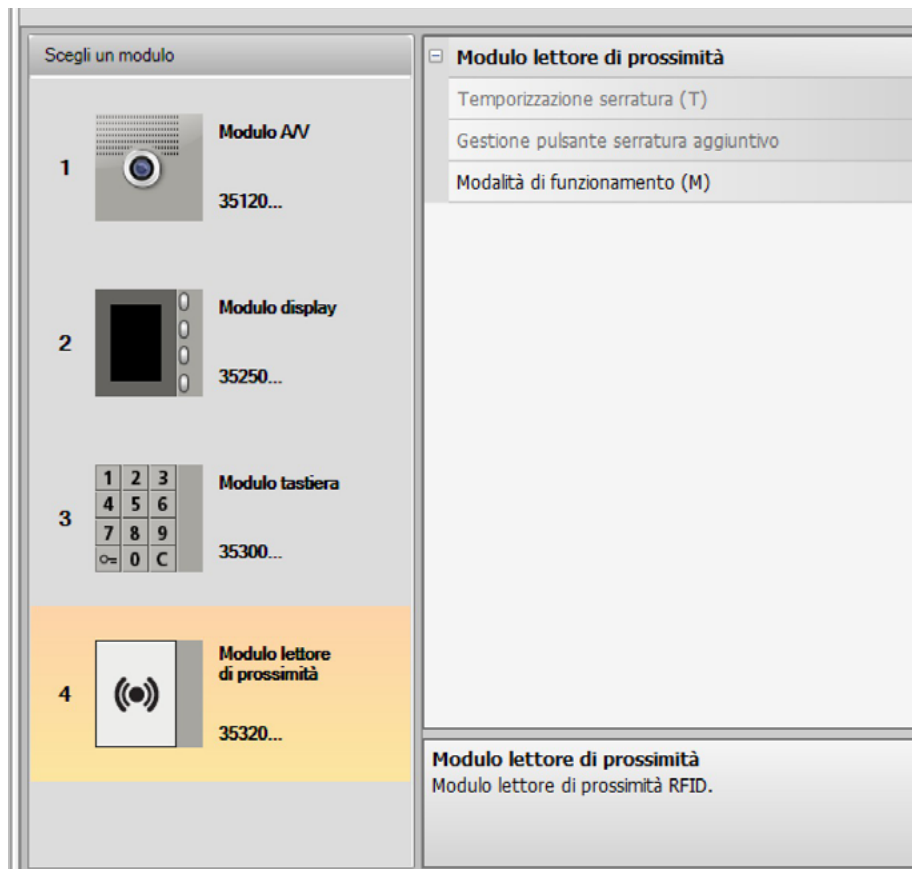 Scegli un modulo
1
Modulo A/V
35120...
2
Modulo display
35250...
3
1 2 3
4 5 6
7 8 9
0 C
Modulo tastiera
35300...
4
Modulo lettore
di prossimità
35320...
Modulo lettore di prossimità
Temporizzazione serratura (T)
Gestione pulsante serratura aggiuntivo
Modalità di funzionamento (M)
Modulo lettore di prossimità
Modulo lettore di prossimità RFID.